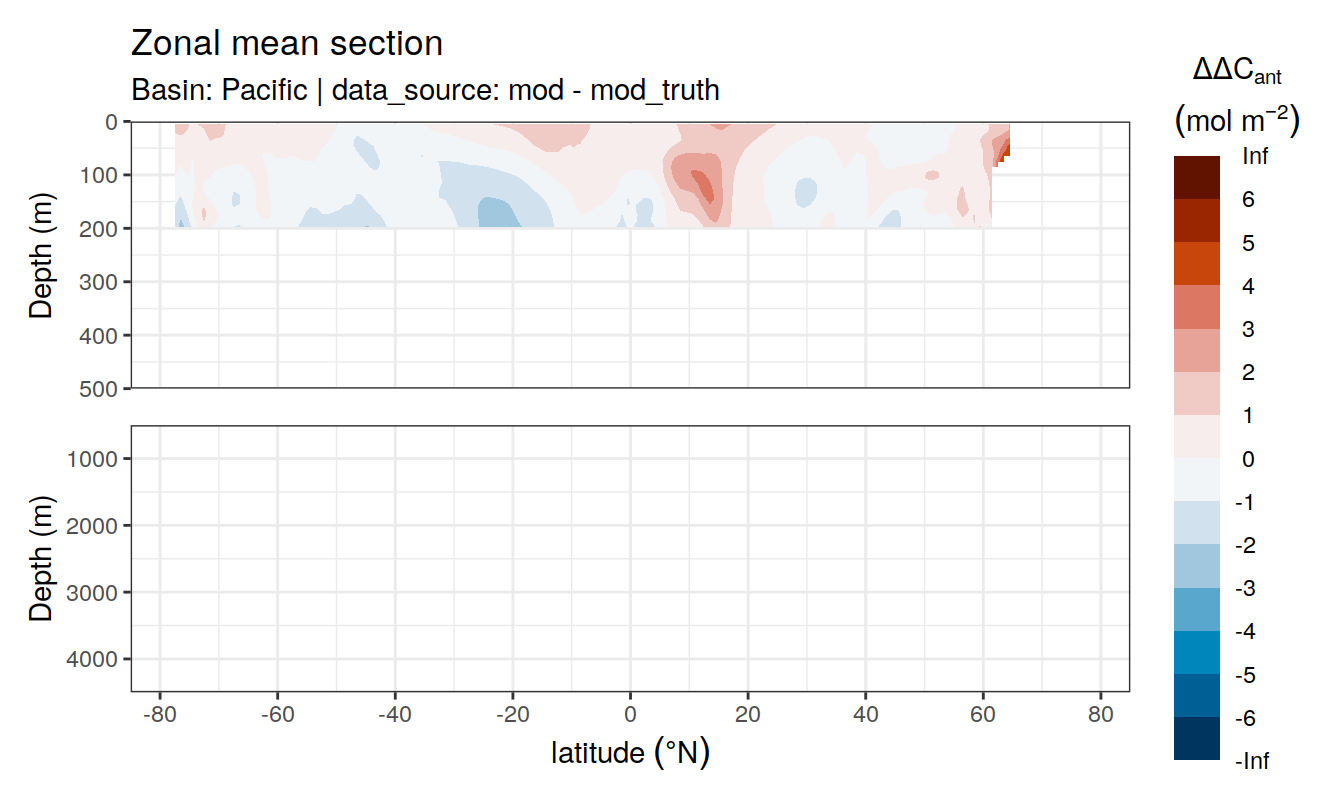 Zonal mean section
Basin: Pacific | data_source: mod - mod_truth
ΔΔCant
(mol m−2)
Inf
6
5
4
3
2
1
0
-1
-2
-3
-4
-5
-6
-Inf
Depth (m)
0
100
200
300
400
500
Depth (m)
1000
2000
3000
4000
-80 -60 -40 -20 0 20 40 60 80
latitude (°N)